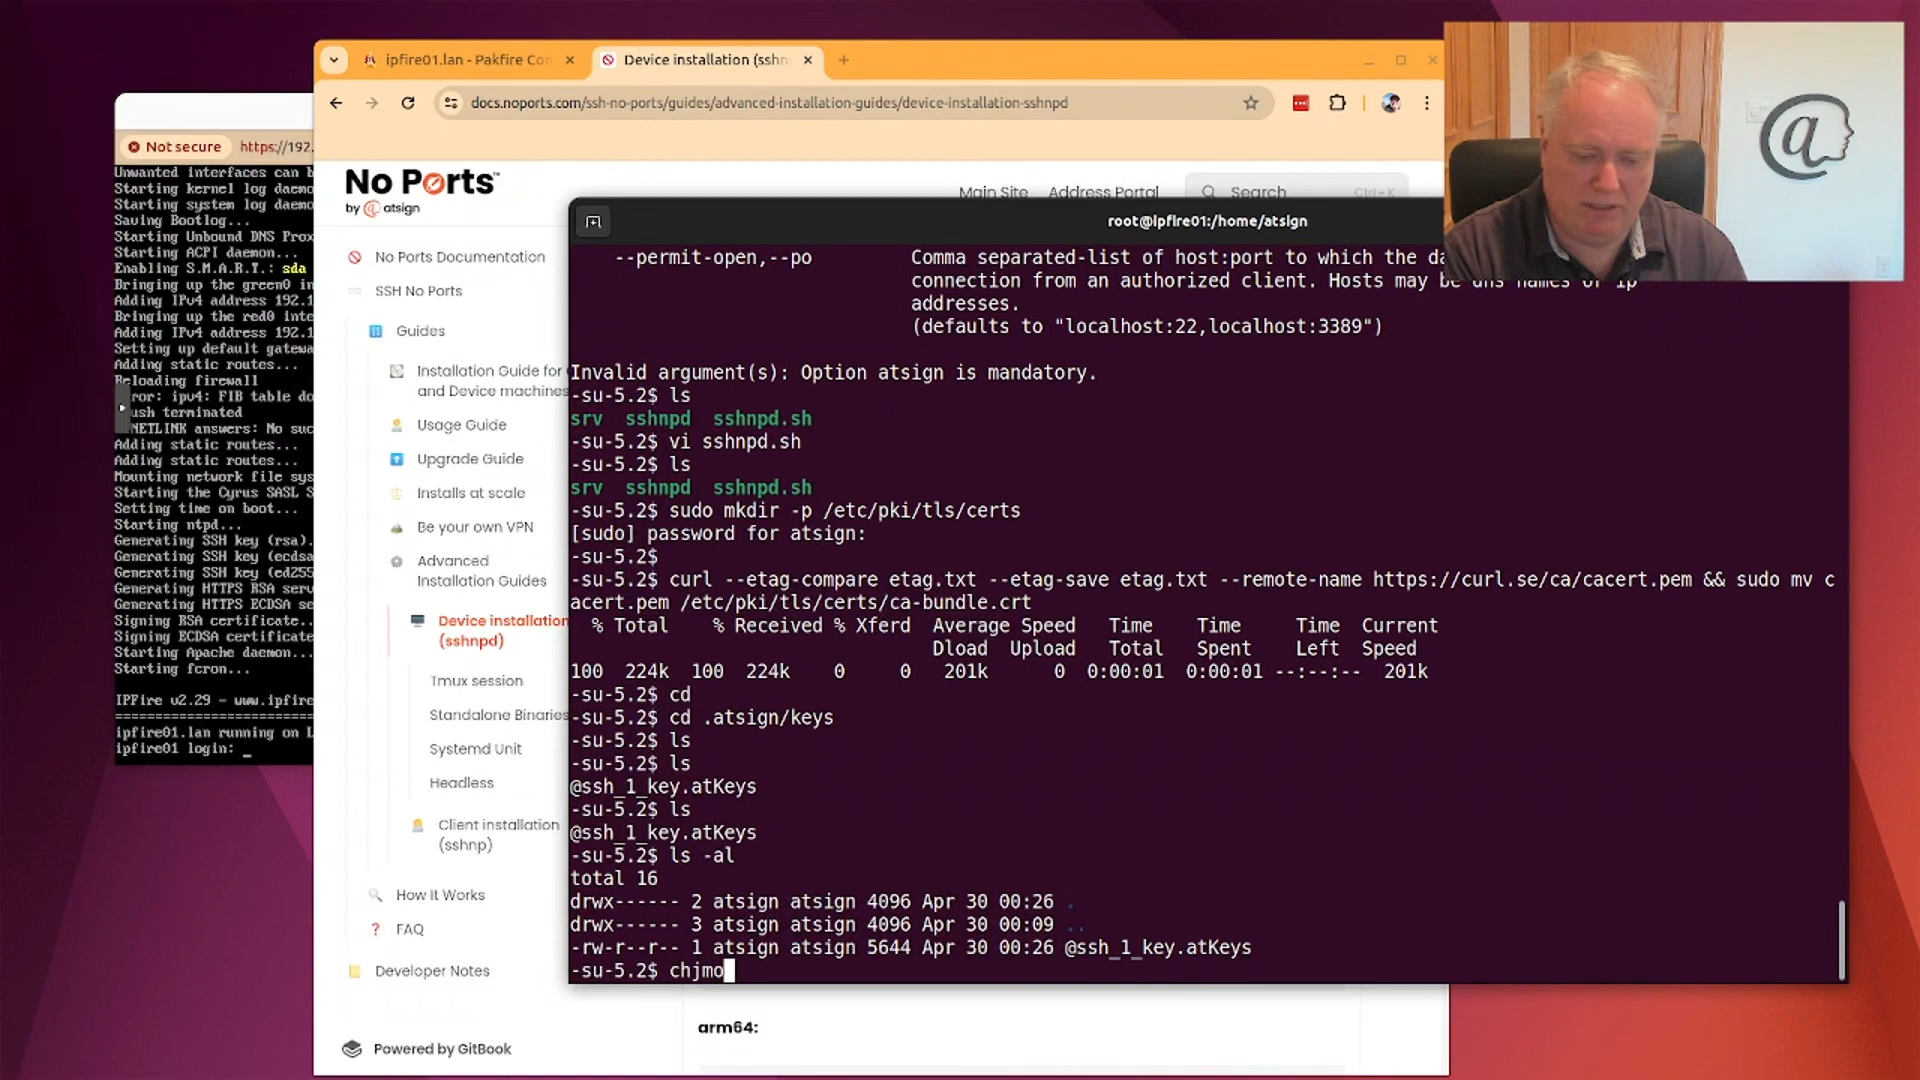 ipfire01.lan - Pakfire Con
Device installation (sshn
docs.noports.com/ssh-no-ports/guides/advanced-installation-guides/device-installation-sshnpd
Not secure
https://192.
Unwanted interfaces can b
Starting kernel log daemo
Starting system log daemo
Saving Bootlog...
Starting Unbound DNS Prox
Starting ACPI daemon...
Enabling S.M.A.R.T.: sda
Bringing up the green0 in
Adding IPv4 address 192.1
Bringing up the red0 inte
Adding IPv4 address 192.1
Setting up default gatewa
Adding static routes...
Reloading firewall
ror: ipv4: FIB table do
ush terminated
NETLINK answers: No suc
Adding static routes...
Adding static routes...
Mounting network file sys
Starting the Cyrus SASL S
Setting time on boot...
Starting ntpd...
Generating SSH key (rsa).
Generating SSH key (ecdsa
Generating SSH key (ed255
Generating HTTPS RSA serv
Generating HTTPS ECDSA se
Signing RSA certificate..
Signing ECDSA certificate
Starting Apache daemon...
Starting fcron...
IPFire v2.29 - www.ipfire
ipfire01.lan running on L
ipfire01 login: _
No Ports™
by @ atsign
Main Site
Address Portal
Search
Ctrl+K
No Ports Documentation
SSH No Ports
Guides
Installation Guide for
and Device machines
Usage Guide
Upgrade Guide
Installs at scale
Be your own VPN
Advanced
Installation Guides
Device installation
(sshnpd)
Tmux session
Standalone Binaries
Systemd Unit
Headless
Client installation
(sshnp)
How It Works
FAQ
Developer Notes
Powered by GitBook
arm64:
root@ipfire01:/home/atsign
--permit-open,--po Comma separated-list of host:port to which the da
connection from an authorized client. Hosts may be dns names or ip
addresses.
(defaults to "localhost:22,localhost:3389")
Invalid argument(s): Option atsign is mandatory.
-su-5.2$ ls
srv sshnpd sshnpd.sh
-su-5.2$ vi sshnpd.sh
-su-5.2$ ls
srv sshnpd sshnpd.sh
-su-5.2$ sudo mkdir -p /etc/pki/tls/certs
[sudo] password for atsign:
-su-5.2$
-su-5.2$ curl --etag-compare etag.txt --etag-save etag.txt --remote-name https://curl.se/ca/cacert.pem && sudo mv c
acert.pem /etc/pki/tls/certs/ca-bundle.crt
% Total % Received % Xferd Average Speed Time Time Time Current
Dload Upload Total Spent Left Speed
100 224k 100 224k 0 0 201k 0 0:00:01 0:00:01 --:--:-- 201k
-su-5.2$ cd
-su-5.2$ cd .atsign/keys
-su-5.2$ ls
-su-5.2$ ls
@ssh_1_key.atKeys
-su-5.2$ ls
@ssh_1_key.atKeys
-su-5.2$ ls -al
total 16
drwx------ 2 atsign atsign 4096 Apr 30 00:26 .
drwx------ 3 atsign atsign 4096 Apr 30 00:09 ..
-rw-r--r-- 1 atsign atsign 5644 Apr 30 00:26 @ssh_1_key.atKeys
-su-5.2$ chjmo